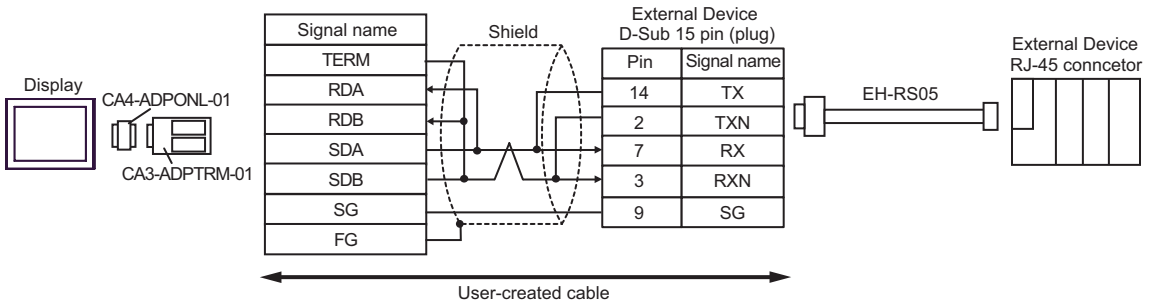 Display
CA4-ADPONL-01
CA3-ADPTRM-01
Signal name
TERM
RDA
RDB
SDA
SDB
SG
FG
Shield
External Device
D-Sub 15 pin (plug)
Pin Signal name
14 TX
2 TXN
7 RX
3 RXN
9 SG
EH-RS05
External Device
RJ-45 conncetor
User-created cable